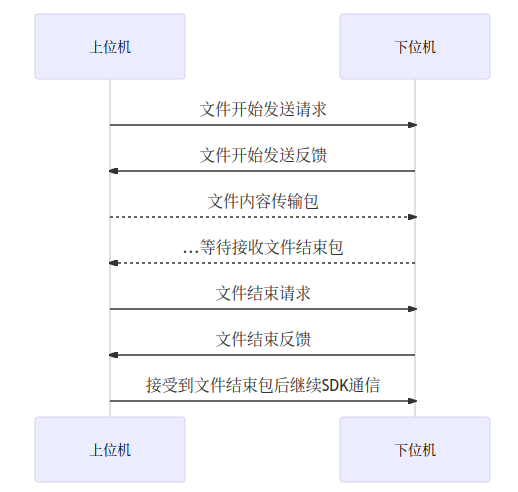 上位机
下位机
文件开始发送请求
文件开始发送反馈
文件内容传输包
...等待接收文件结束包
文件结束请求
文件结束反馈
接受到文件结束包后继续SDK通信
上位机
下位机